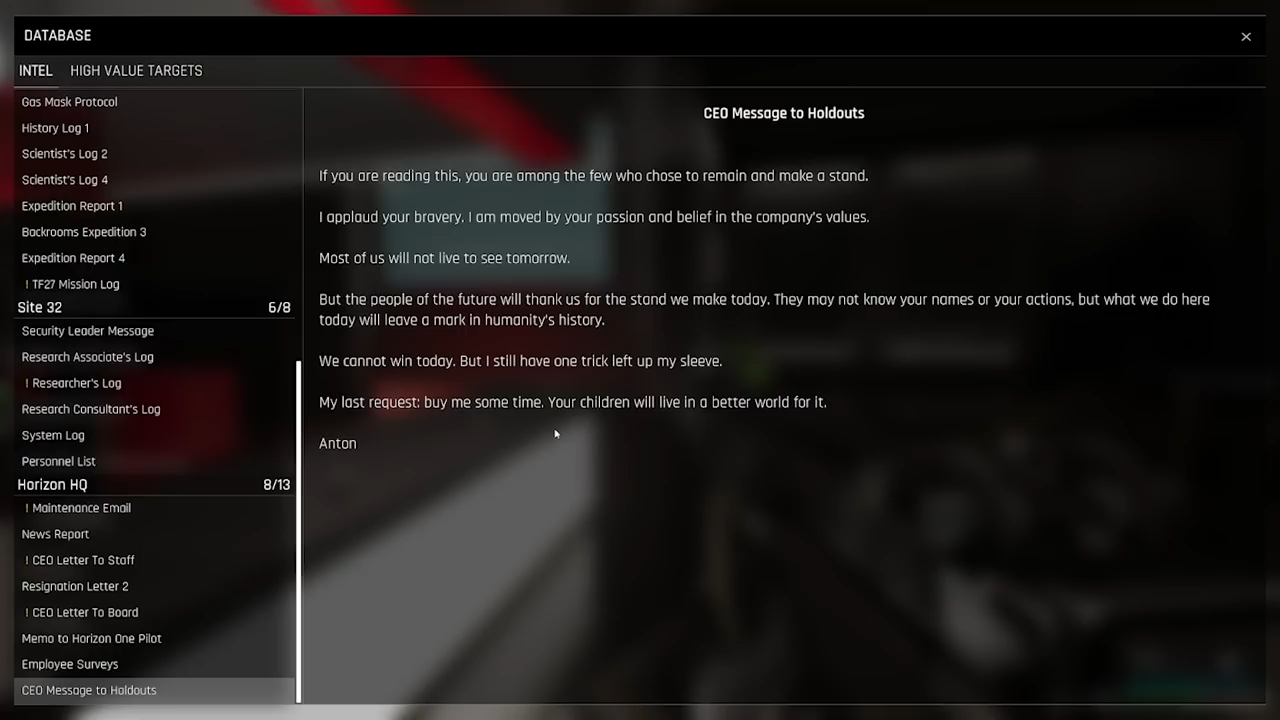 DATABASE
INTEL HIGH VALUE TARGETS
Gas Mask Protocol
History Log 1
Scientist's Log 2
Scientist's Log 4
Expedition Report 1
Backrooms Expedition 3
Expedition Report 4
! TF27 Mission Log
Site 32 6/8
Security Leader Message
Research Associate's Log
! Researcher's Log
Research Consultant's Log
System Log
Personnel List
Horizon HQ 8/13
! Maintenance Email
News Report
! CEO Letter To Staff
Resignation Letter 2
! CEO Letter To Board
Memo to Horizon One Pilot
Employee Surveys
CEO Message to Holdouts
CEO Message to Holdouts
If you are reading this, you are among the few who chose to remain and make a stand.
I applaud your bravery. I am moved by your passion and belief in the company's values.
Most of us will not live to see tomorrow.
But the people of the future will thank us for the stand we make today. They may not know your names or your actions, but what we do here
today will leave a mark in humanity's history.
We cannot win today. But I still have one trick left up my sleeve.
My last request: buy me some time. Your children will live in a better world for it.
Anton